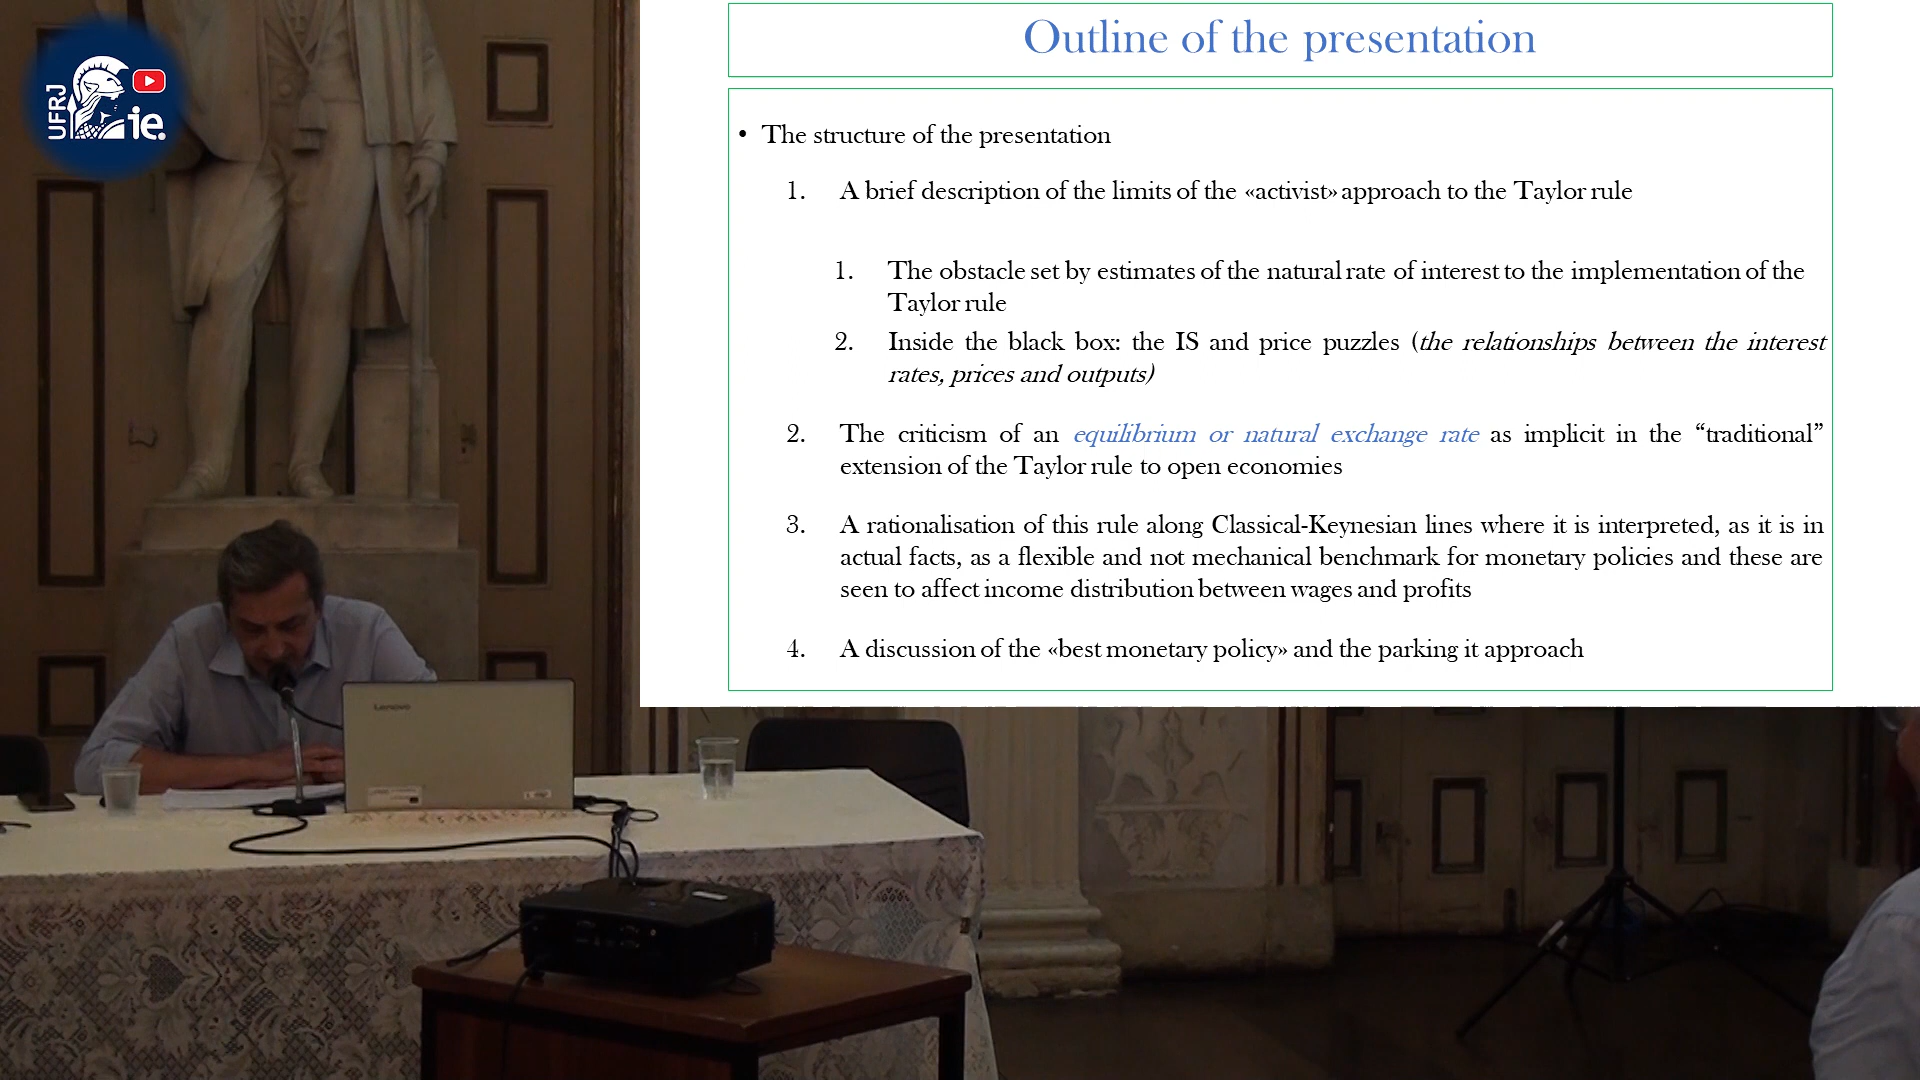 UFRJ
ie.
Outline of the presentation
• The structure of the presentation
1. A brief description of the limits of the «activist» approach to the Taylor rule
1. The obstacle set by estimates of the natural rate of interest to the implementation of the
Taylor rule
2. Inside the black box: the IS and price puzzles (the relationships between the interest
rates, prices and outputs)
2. The criticism of an equilibrium or natural exchange rate as implicit in the “traditional”
extension of the Taylor rule to open economies
3. A rationalisation of this rule along Classical-Keynesian lines where it is interpreted, as it is in
actual facts, as a flexible and not mechanical benchmark for monetary policies and these are
seen to affect income distribution between wages and profits
4. A discussion of the «best monetary policy» and the parking it approach
Lenovo